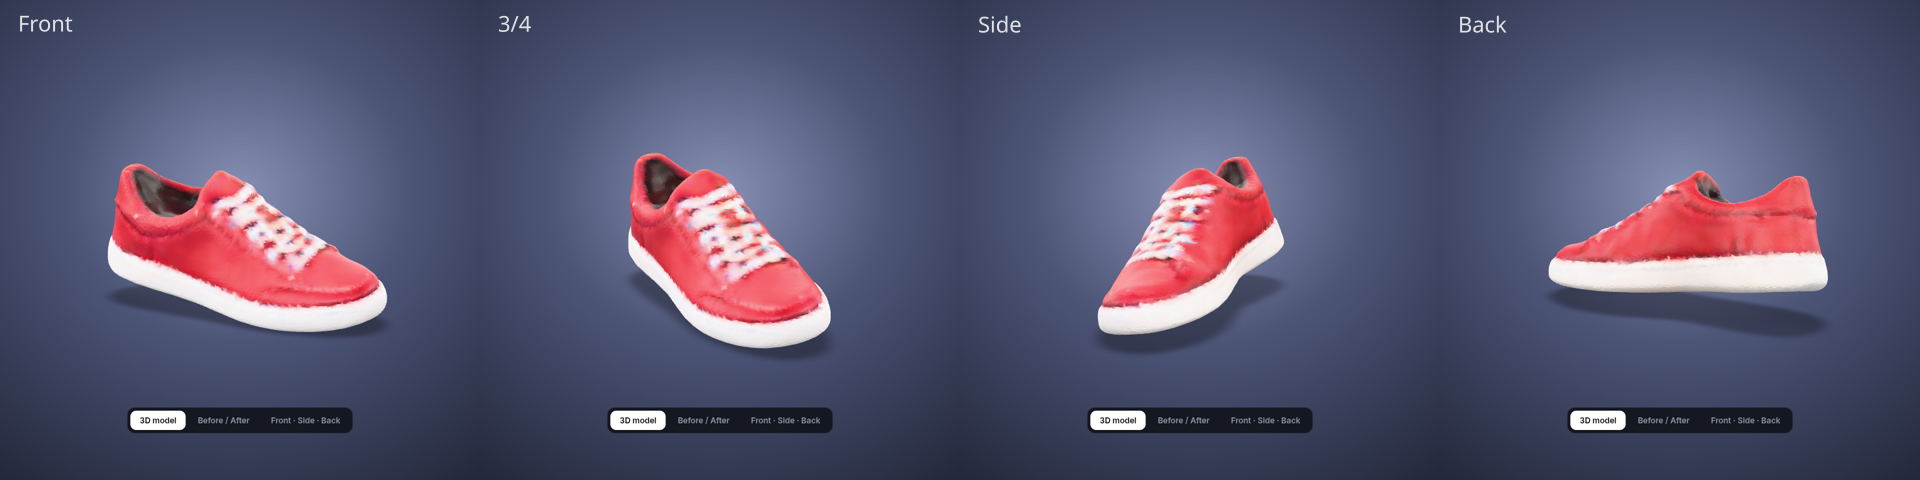 Front
3/4
Side
Back
3D model Before / After Front · Side · Back
3D model Before / After Front · Side · Back
3D model Before / After Front · Side · Back
3D model Before / After Front · Side · Back